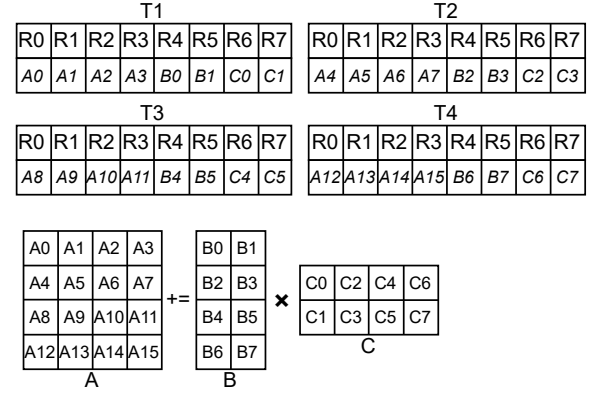 T1 T2
R0 R1 R2 R3 R4 R5 R6 R7 R0 R1 R2 R3 R4 R5 R6 R7
A0 A1 A2 A3 B0 B1 C0 C1 A4 A5 A6 A7 B2 B3 C2 C3
T3 T4
R0 R1 R2 R3 R4 R5 R6 R7 R0 R1 R2 R3 R4 R5 R6 R7
A8 A9 A10 A11 B4 B5 C4 C5 A12 A13 A14 A15 B6 B7 C6 C7
A0 A1 A2 A3 B0 B1
A4 A5 A6 A7 B2 B3 C0 C2 C4 C6
+= ×
A8 A9 A10 A11 B4 B5 C1 C3 C5 C7
A12 A13 A14 A15 B6 B7 C
A B